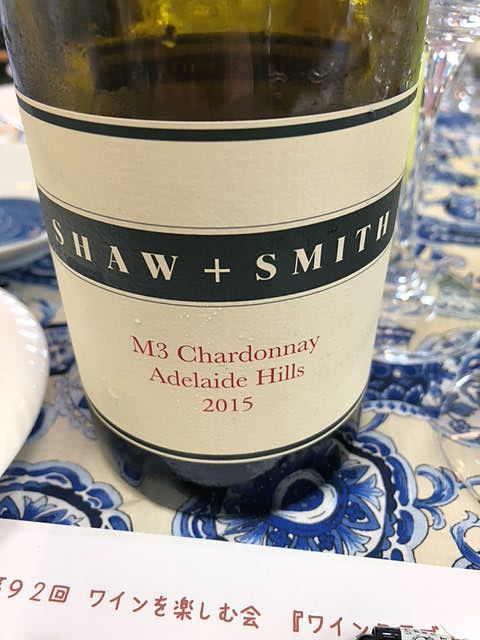 SHAW + SMITH
M3 Chardonnay
Adelaide Hills
2015
92回 ワインを楽しむ会 『ワイン